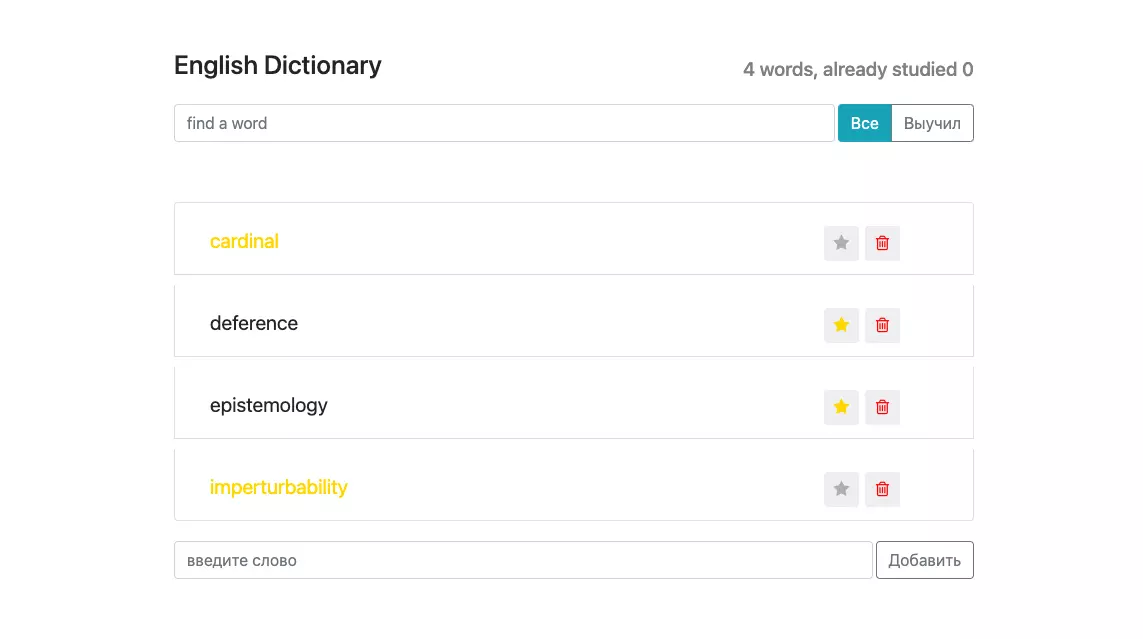 English Dictionary
4 words, already studied 0
find a word
Все
Выучил
cardinal
deference
epistemology
imperturbability
введите слово
Добавить